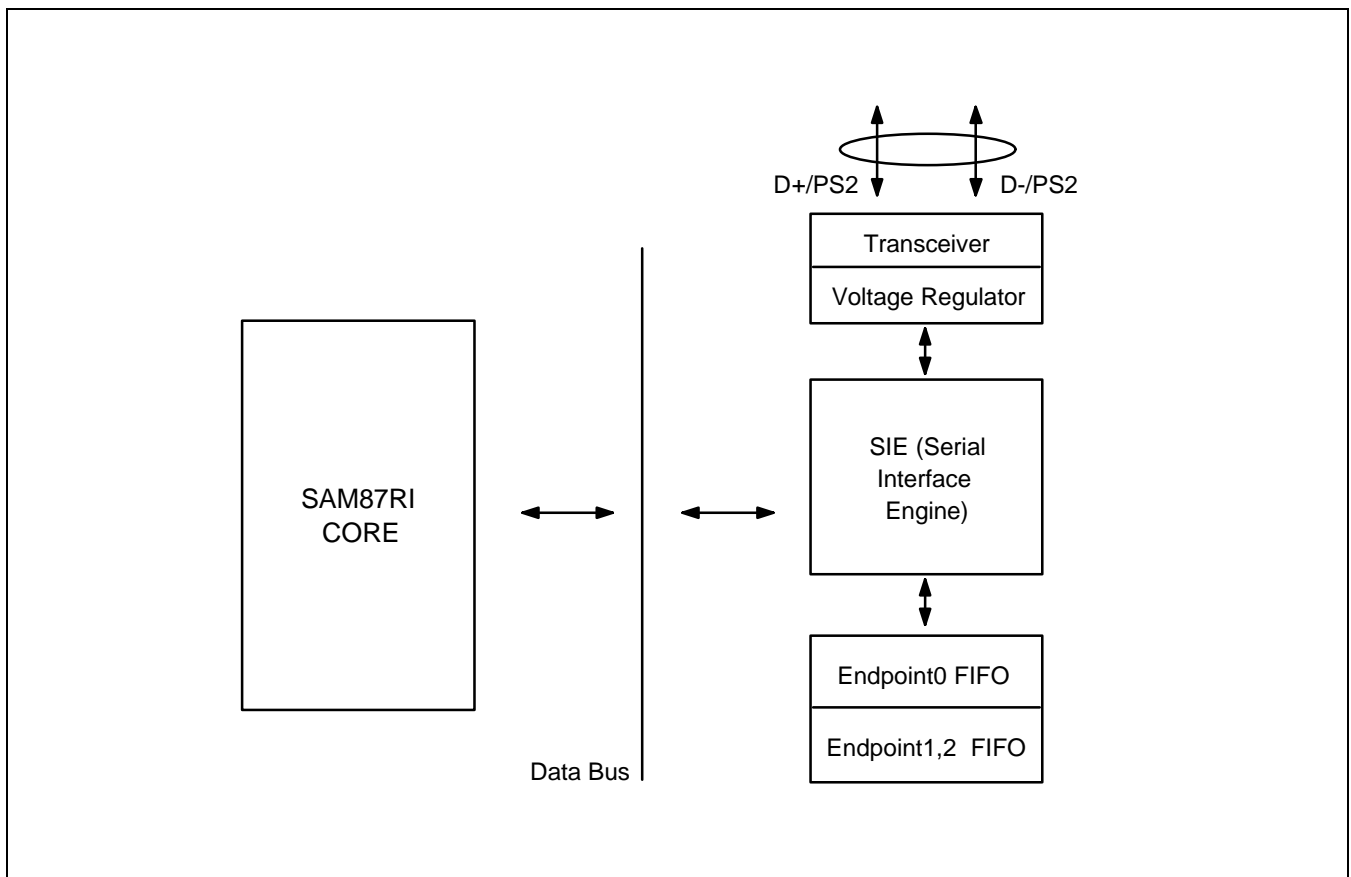 D+/PS2
D-/PS2
Transceiver
Voltage Regulator
SAM87RI
CORE
SIE (Serial
Interface
Engine)
Endpoint0 FIFO
Endpoint1,2 FIFO
Data Bus